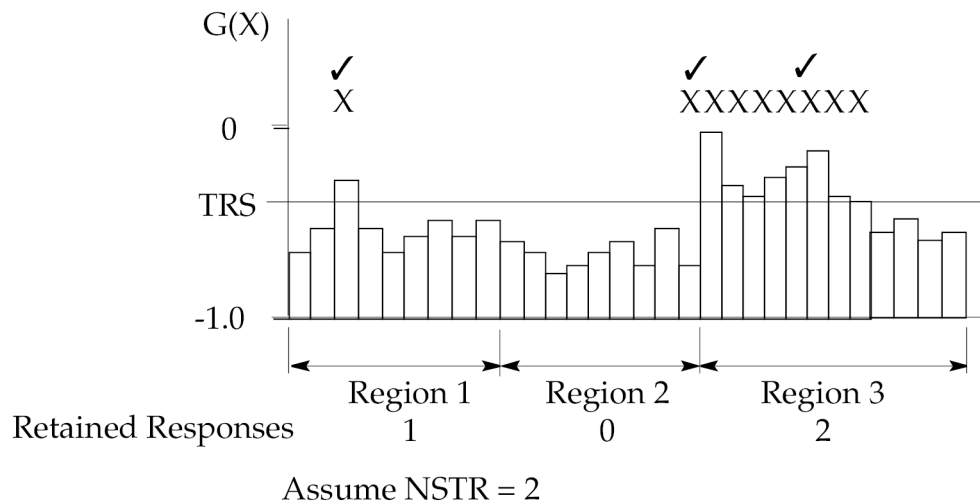 G(X)
✓ ✓ ✓
X XXXXXXXX
0
TRS
-1.0
Region 1 Region 2 Region 3
Retained Responses 1 0 2
Assume NSTR = 2